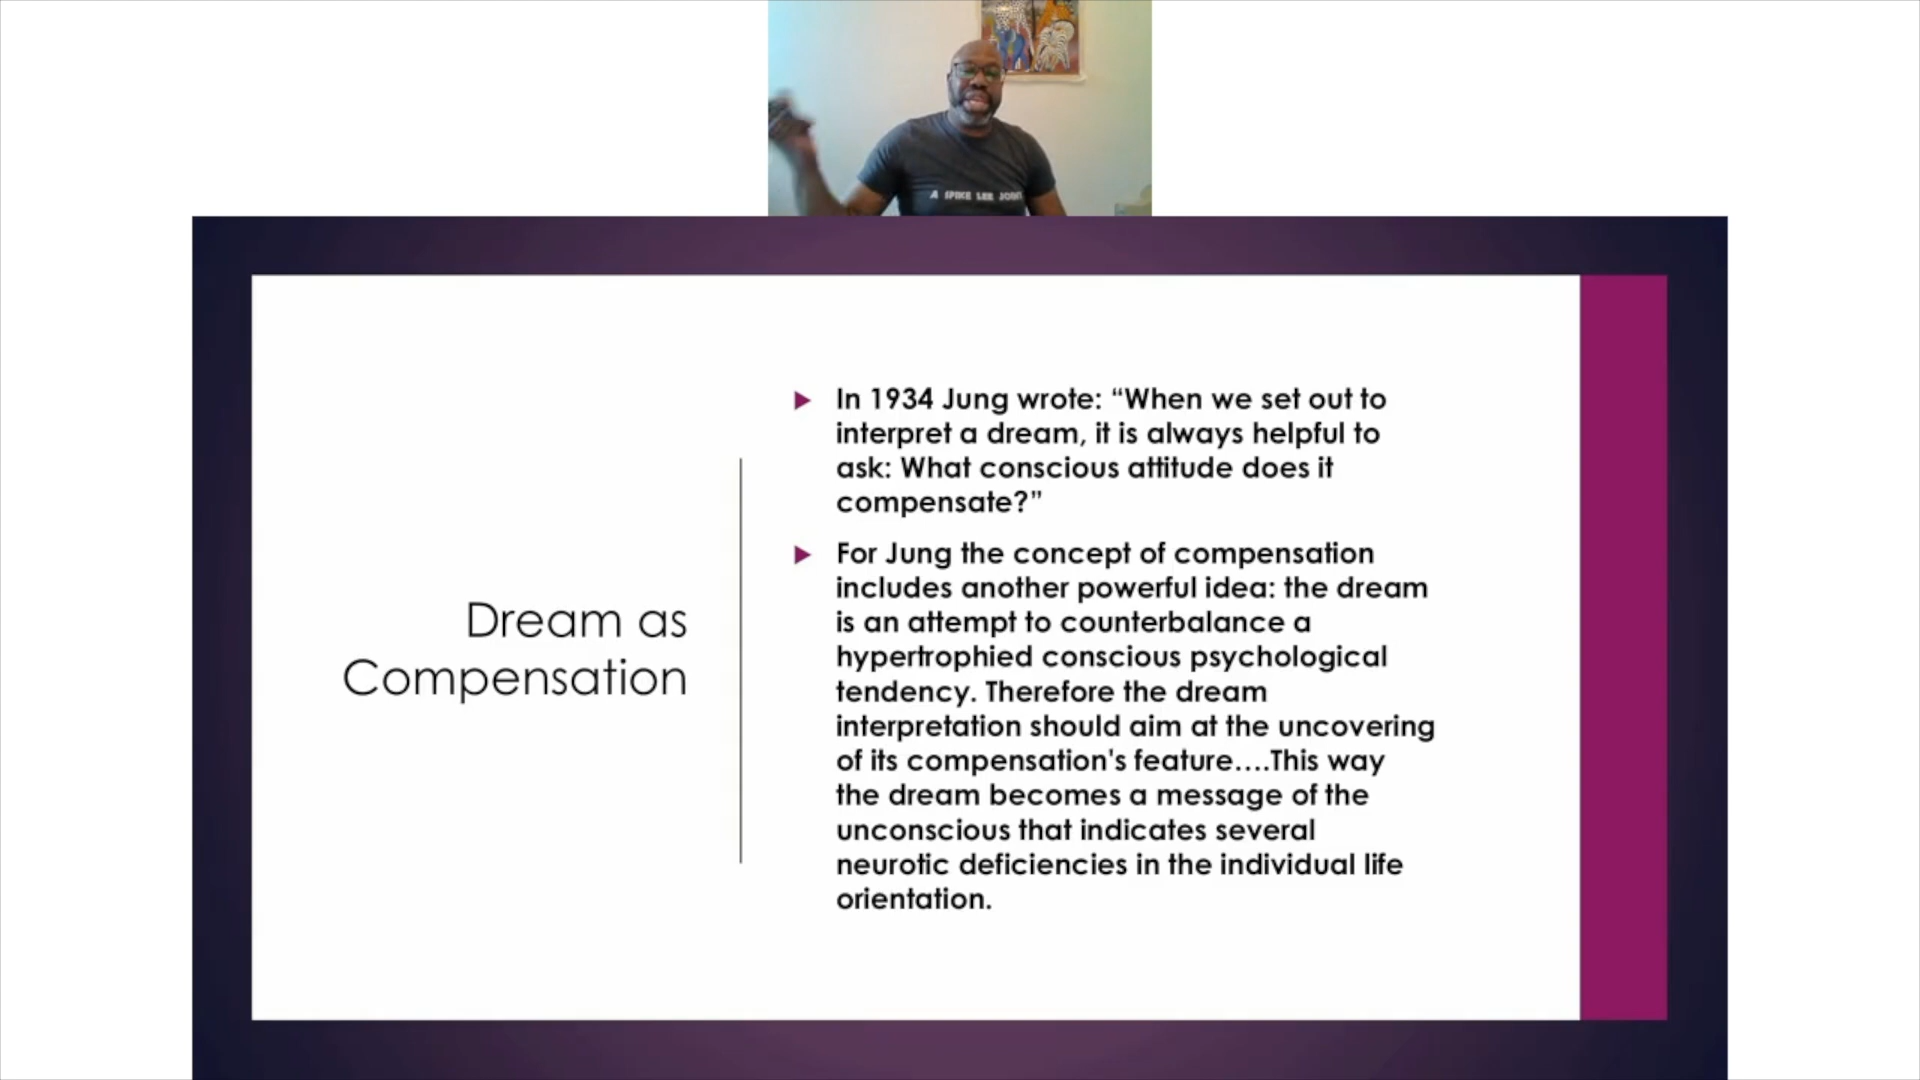 A SPIKE LEE JOINT
Dream as
Compensation
In 1934 Jung wrote: “When we set out to
interpret a dream, it is always helpful to
ask: What conscious attitude does it
compensate?”
For Jung the concept of compensation
includes another powerful idea: the dream
is an attempt to counterbalance a
hypertrophied conscious psychological
tendency. Therefore the dream
interpretation should aim at the uncovering
of its compensation's feature....This way
the dream becomes a message of the
unconscious that indicates several
neurotic deficiencies in the individual life
orientation.